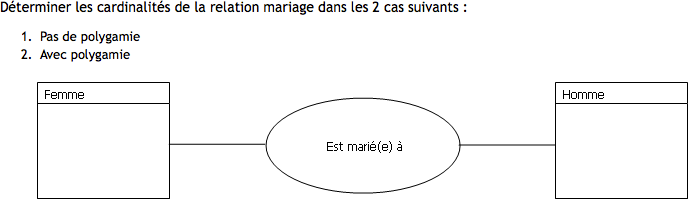 Déterminer les cardinalités de la relation mariage dans les 2 cas suivants :
1. Pas de polygamie
2. Avec polygamie
Femme
Est marié(e) à
Homme